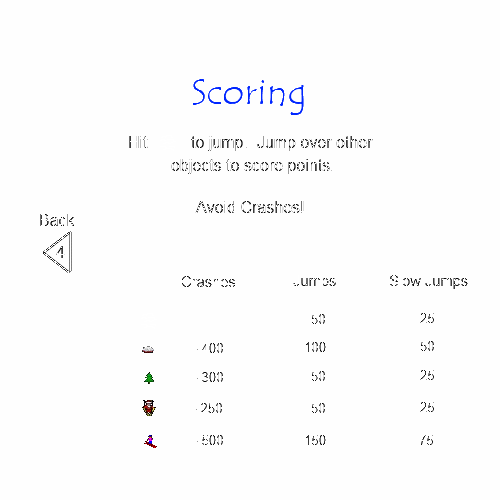 Scoring
Hit to jump. Jump over other
objects to score points.
Avoid Crashes!
Back
4
Crashes Jumps Slow Jumps
50 25
-400 100 50
-300 50 25
-250 50 25
-500 150 75